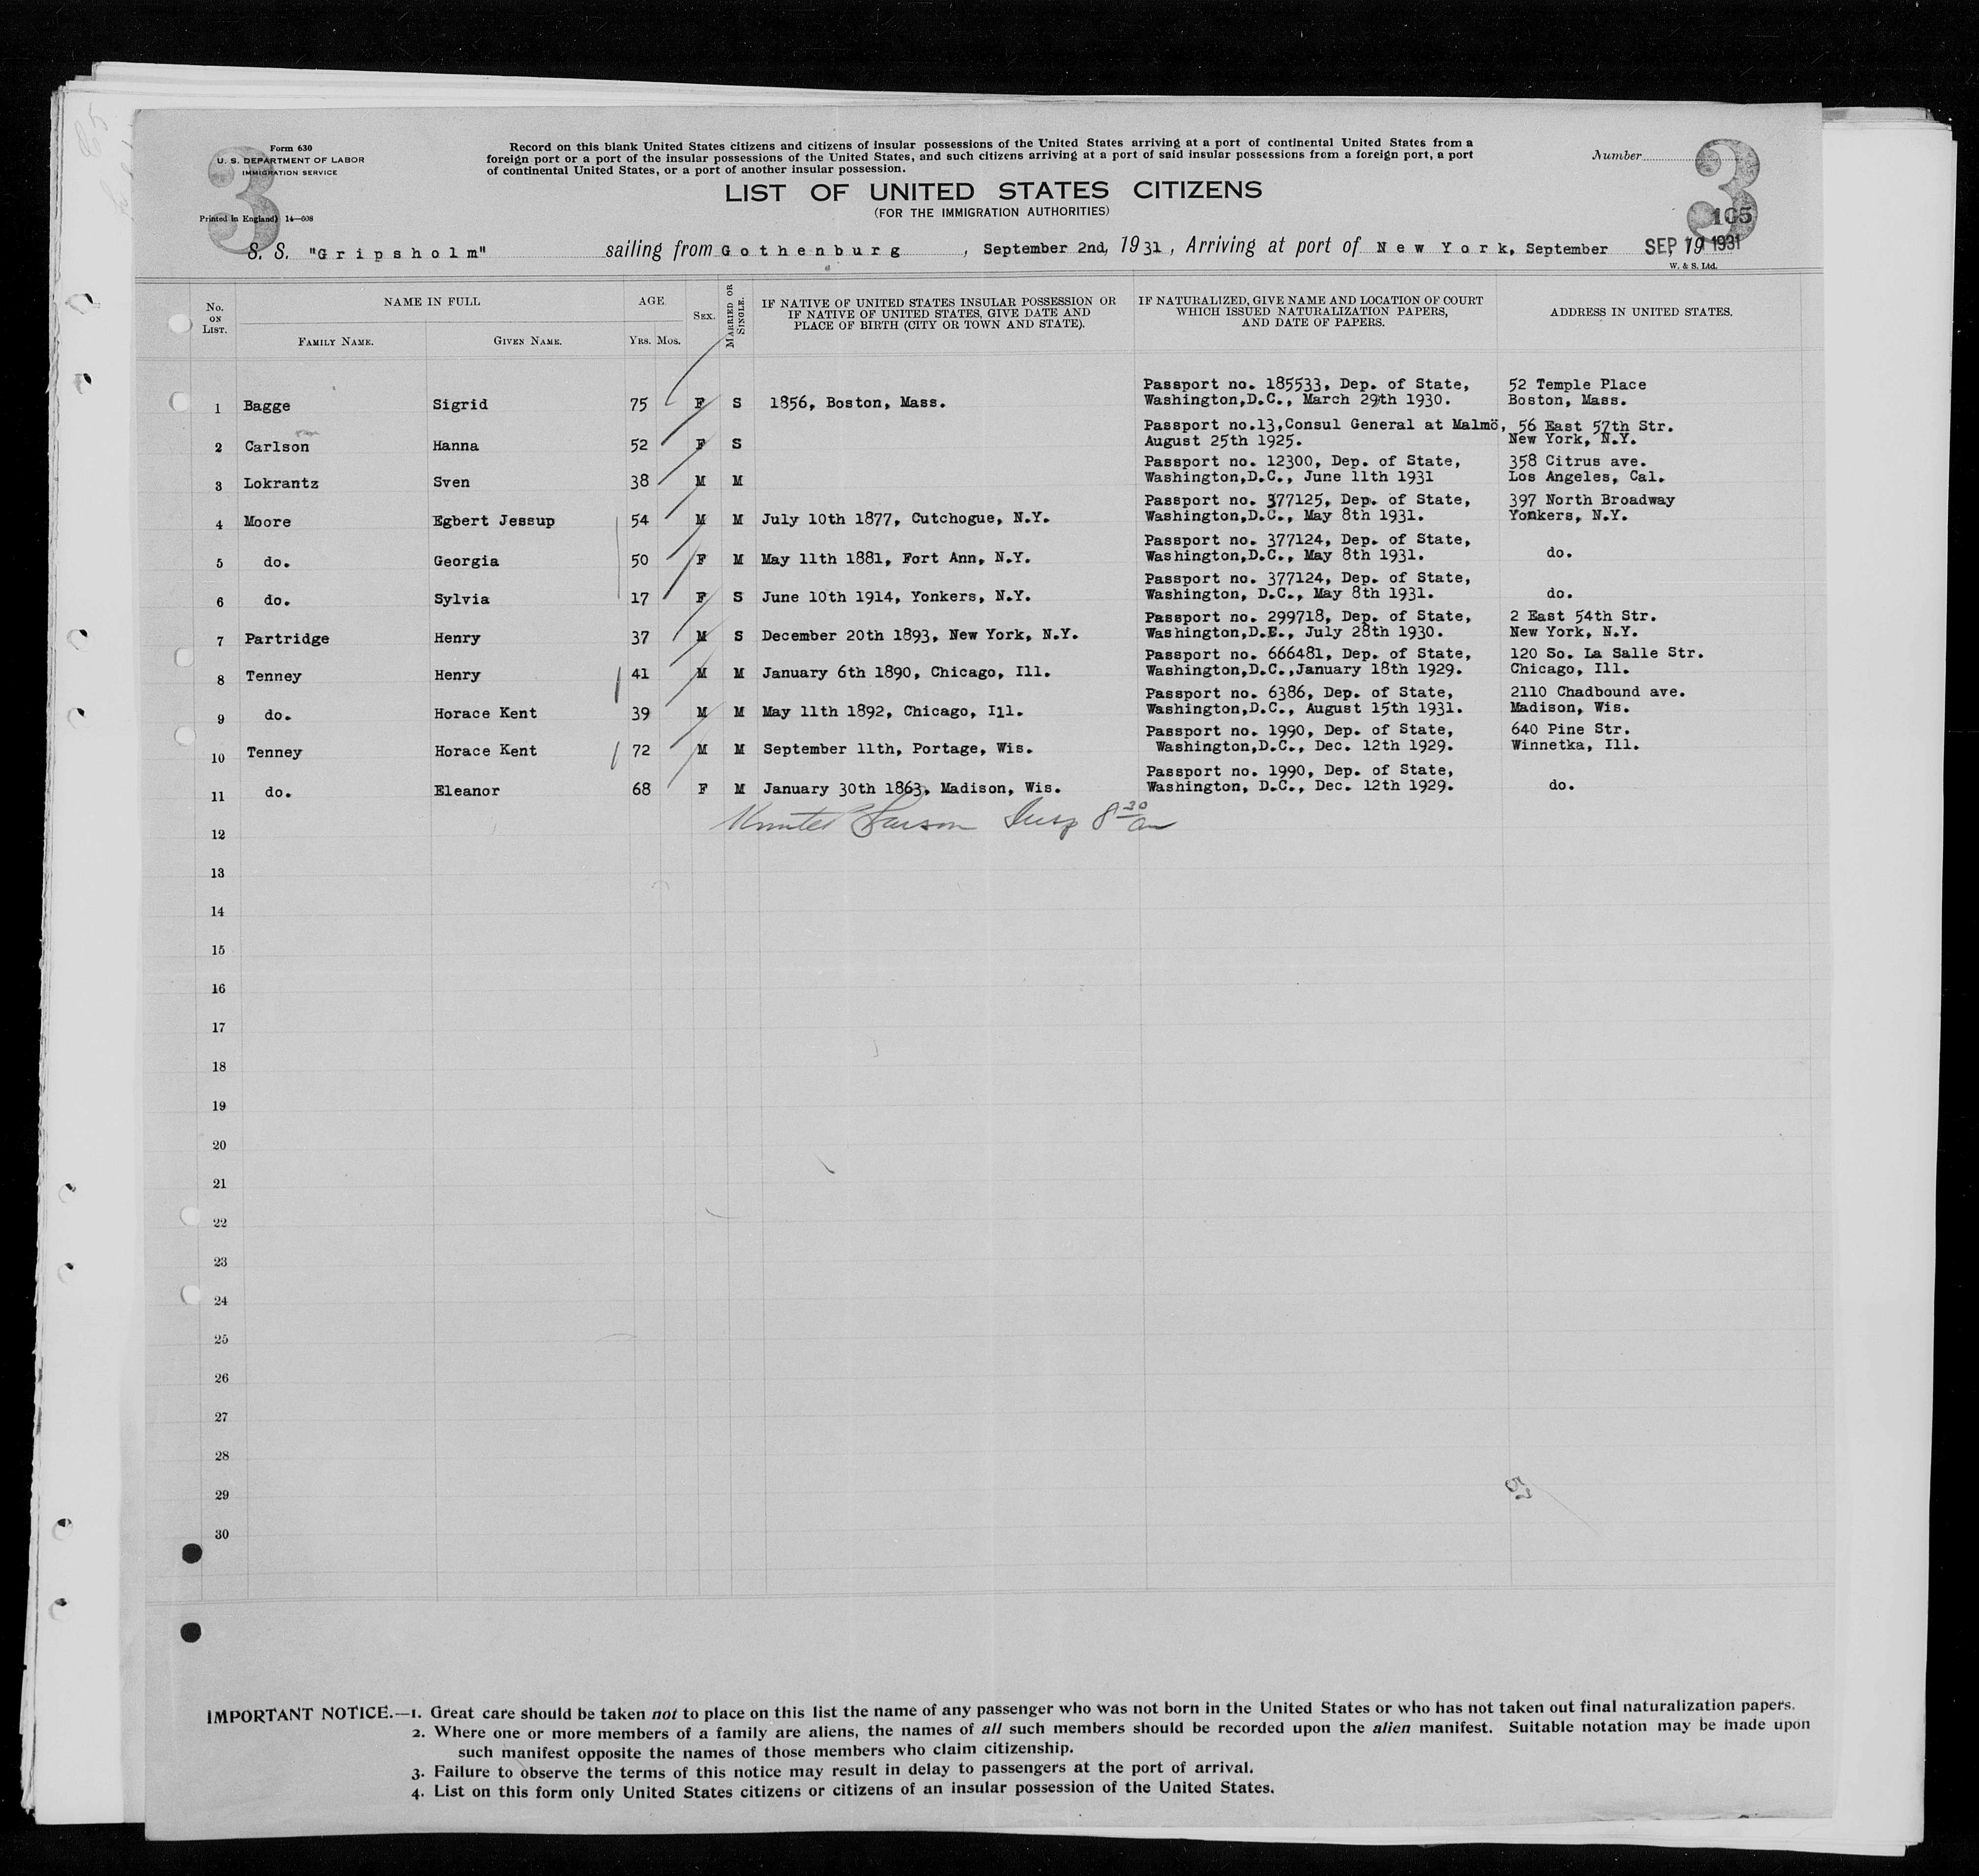 Form 630
U. S. DEPARTMENT OF LABOR
IMMIGRATION SERVICE
Printed in England) 14—608
3
Record on this blank United States citizens and citizens of insular possessions of the United States arriving at a port of continental United States from a
foreign port or a port of the insular possessions of the United States, and such citizens arriving at a port of said insular possessions from a foreign port, a port
of continental United States, or a port of another insular possession.
LIST OF UNITED STATES CITIZENS
(FOR THE IMMIGRATION AUTHORITIES)
Number
3
105
S. S. "Gripsholm" sailing from Gothenburg, September 2nd, 1931, Arriving at port of New York, September SEP 1931
W. & S. Ltd.
No. ON LIST. NAME IN FULL AGE SEX. MARRIED OR SINGLE. IF NATIVE OF UNITED STATES INSULAR POSSESSION OR IF NATIVE OF UNITED STATES, GIVE DATE AND PLACE OF BIRTH (CITY OR TOWN AND STATE). IF NATURALIZED, GIVE NAME AND LOCATION OF COURT WHICH ISSUED NATURALIZATION PAPERS, AND DATE OF PAPERS. ADDRESS IN UNITED STATES.
FAMILY NAME. GIVEN NAME. YRS. MOS.
Passport no. 185533, Dep. of State, 52 Temple Place
1 Bagge Sigrid 75 F S 1856, Boston, Mass. Washington,D.C., March 29th 1930. Boston, Mass.
Passport no.13,Consul General at Malmö, 56 East 57th Str.
2 Carlson Hanna 52 F S August 25th 1925. New York, N.Y.
Passport no. 12300, Dep. of State, 358 Citrus ave.
3 Lokrantz Sven 38 M M Washington,D.C., June 11th 1931 Los Angeles, Cal.
Passport no. 377125, Dep. of State, 397 North Broadway
4 Moore Egbert Jessup 54 M M July 10th 1877, Cutchogue, N.Y. Washington,D.C., May 8th 1931. Yonkers, N.Y.
Passport no. 377124, Dep. of State,
5 do. Georgia 50 F M May 11th 1881, Fort Ann, N.Y. Washington,D.C., May 8th 1931. do.
Passport no. 377124, Dep. of State,
6 do. Sylvia 17 F S June 10th 1914, Yonkers, N.Y. Washington, D.C., May 8th 1931. do.
Passport no. 299718, Dep. of State, 2 East 54th Str.
7 Partridge Henry 37 M S December 20th 1893, New York, N.Y. Washington,D.C., July 28th 1930. New York, N.Y.
Passport no. 666481, Dep. of State, 120 So. La Salle Str.
8 Tenney Henry 41 M M January 6th 1890, Chicago, Ill. Washington,D.C.,January 18th 1929. Chicago, Ill.
Passport no. 6386, Dep. of State, 2110 Chadbound ave.
9 do. Horace Kent 39 M M May 11th 1892, Chicago, Ill. Washington,D.C., August 15th 1931. Madison, Wis.
Passport no. 1990, Dep. of State, 640 Pine Str.
10 Tenney Horace Kent 72 M M September 11th, Portage, Wis. Washington,D.C., Dec. 12th 1929. Winnetka, Ill.
Passport no. 1990, Dep. of State,
11 do. Eleanor 68 F M January 30th 1863, Madison, Wis. Washington, D.C., Dec. 12th 1929. do.
12 Larson Insp 8 30 am
13
14
15
16
17
18
19
20
21
22
23
24
25
26
27
28
29
30
IMPORTANT NOTICE.—1. Great care should be taken not to place on this list the name of any passenger who was not born in the United States or who has not taken out final naturalization papers.
2. Where one or more members of a family are aliens, the names of all such members should be recorded upon the alien manifest. Suitable notation may be made upon
such manifest opposite the names of those members who claim citizenship.
3. Failure to observe the terms of this notice may result in delay to passengers at the port of arrival.
4. List on this form only United States citizens or citizens of an insular possession of the United States.